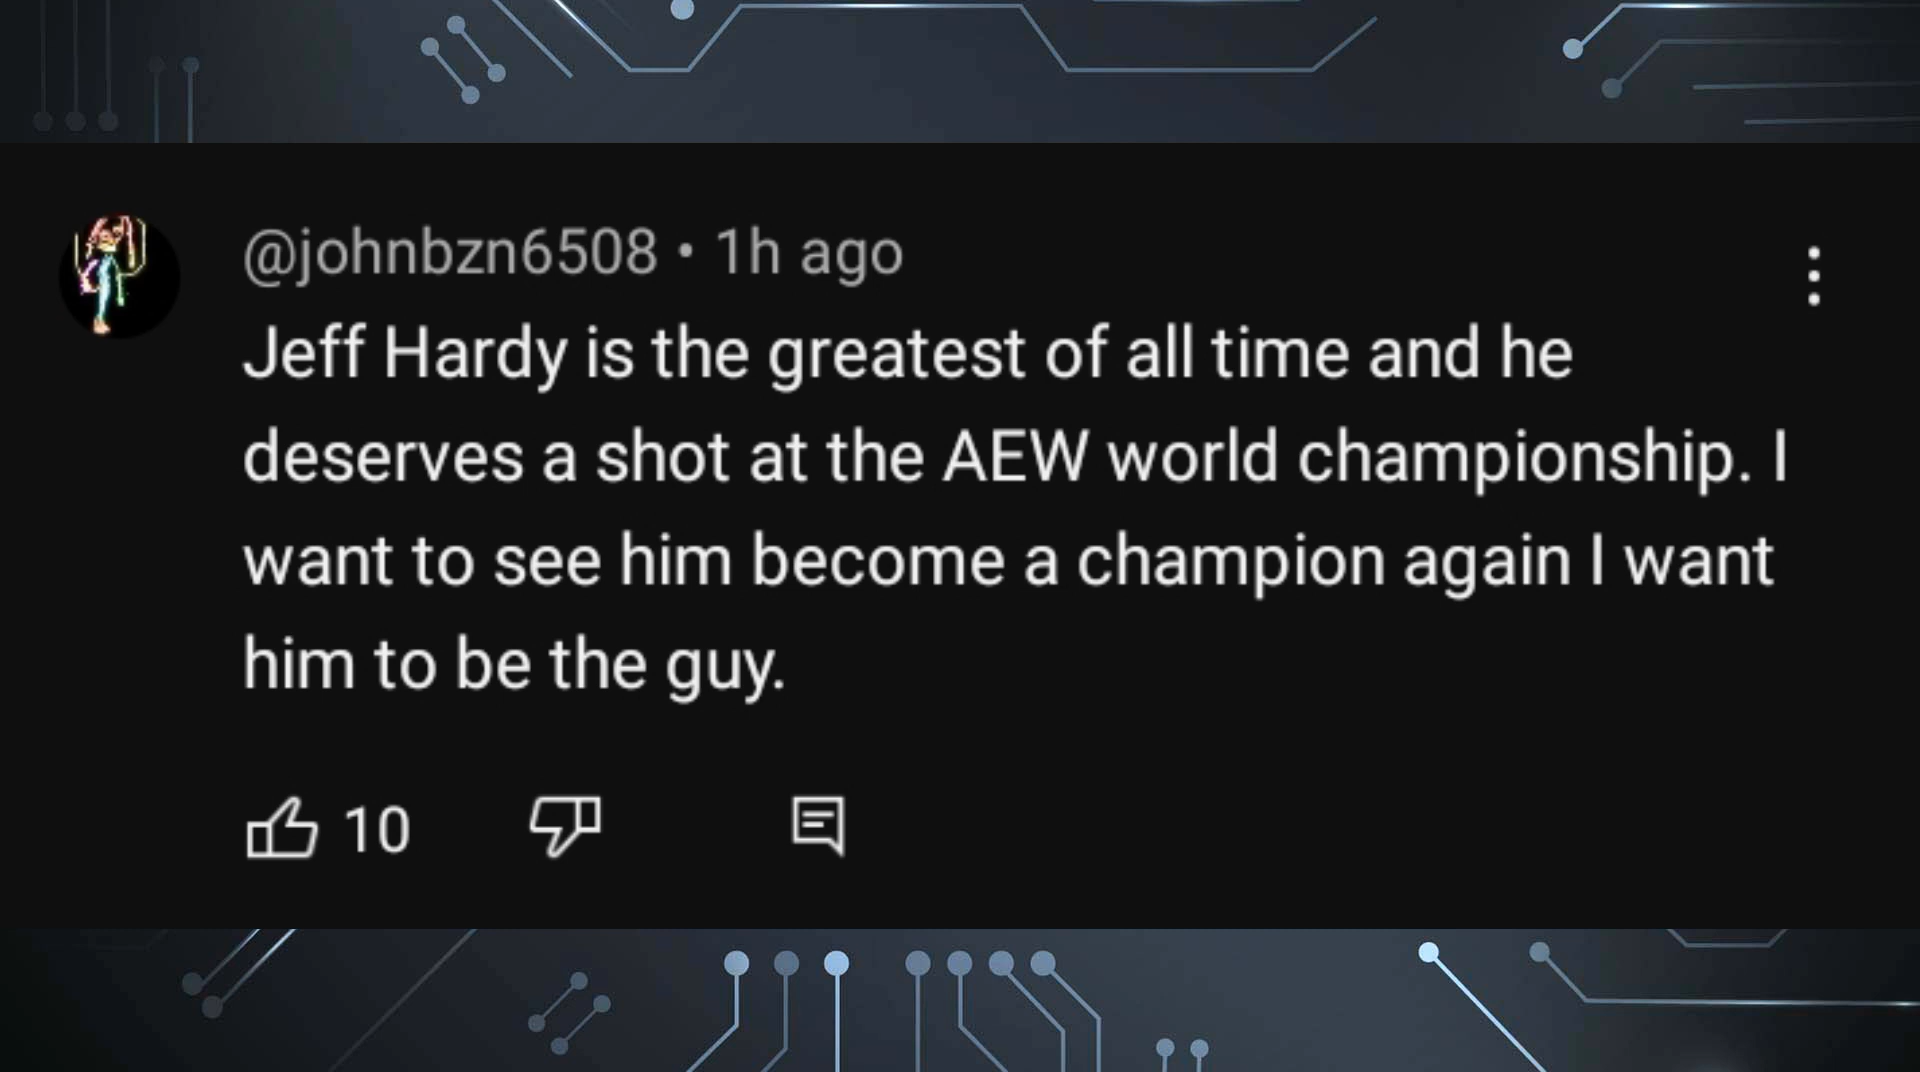 @johnbzn6508 • 1h ago
Jeff Hardy is the greatest of all time and he
deserves a shot at the AEW world championship. I
want to see him become a champion again I want
him to be the guy.
10